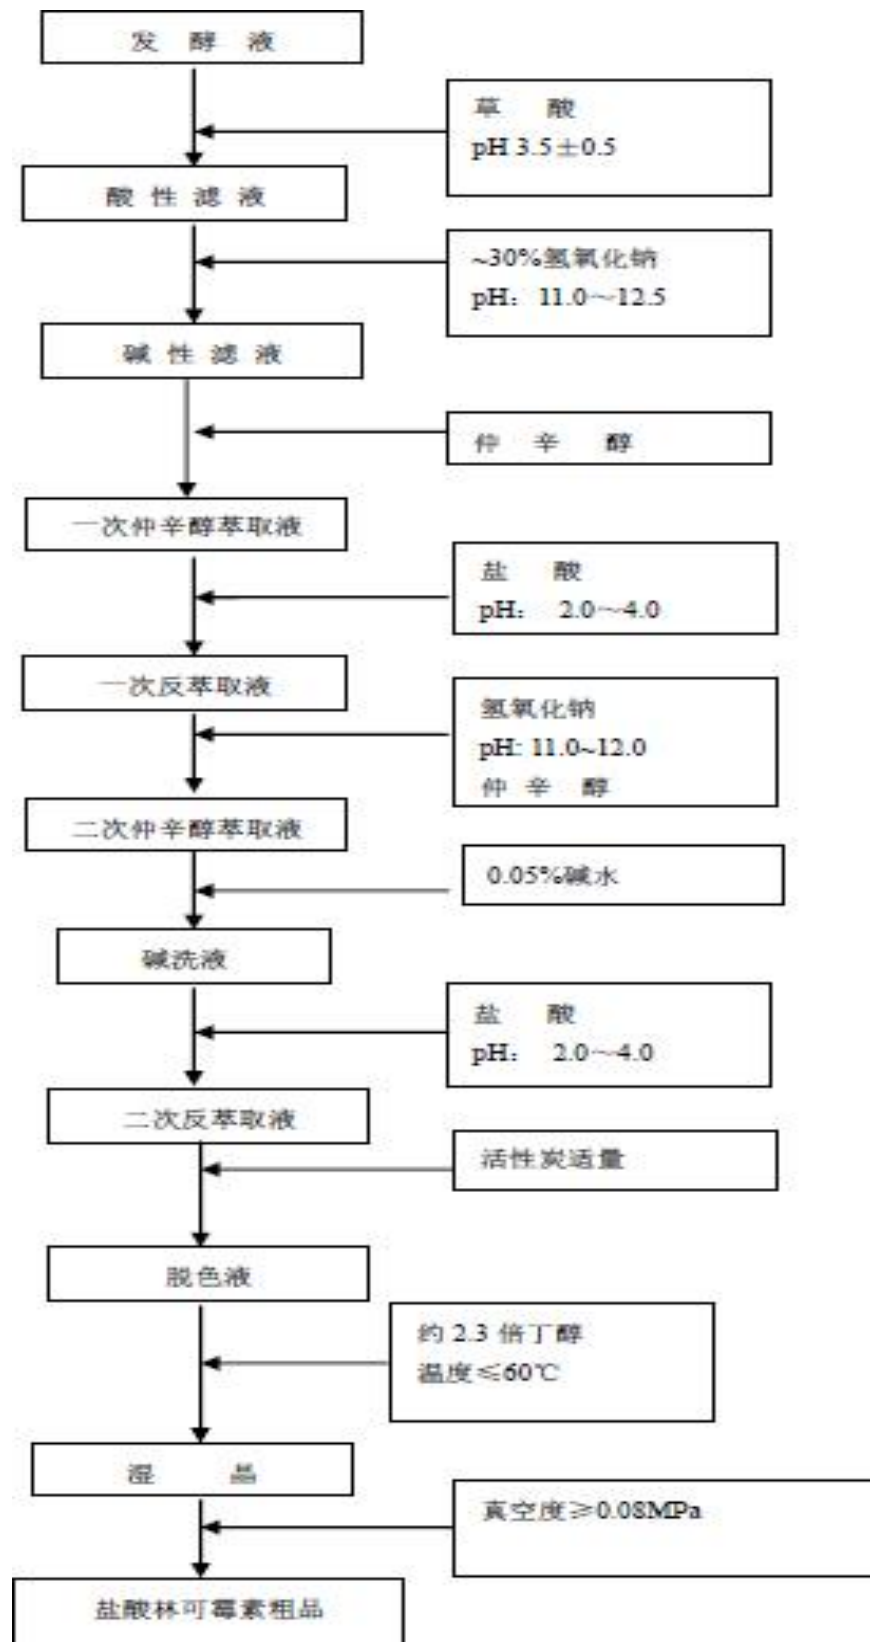 发 酵 液
草 酸
pH 3.5±0.5
酸 性 滤 液
~30%氢氧化钠
pH：11.0～12.5
碱 性 滤 液
仲 辛 醇
一次仲辛醇萃取液
盐 酸
pH： 2.0～4.0
一次反萃取液
氢氧化钠
pH: 11.0~12.0
仲 辛 醇
二次仲辛醇萃取液
0.05%碱水
碱洗液
盐 酸
pH： 2.0～4.0
二次反萃取液
活性炭适量
脱色液
约 2.3 倍丁醇
温度≤60℃
湿 晶
真空度≥0.08MPa
盐酸林可霉素粗品